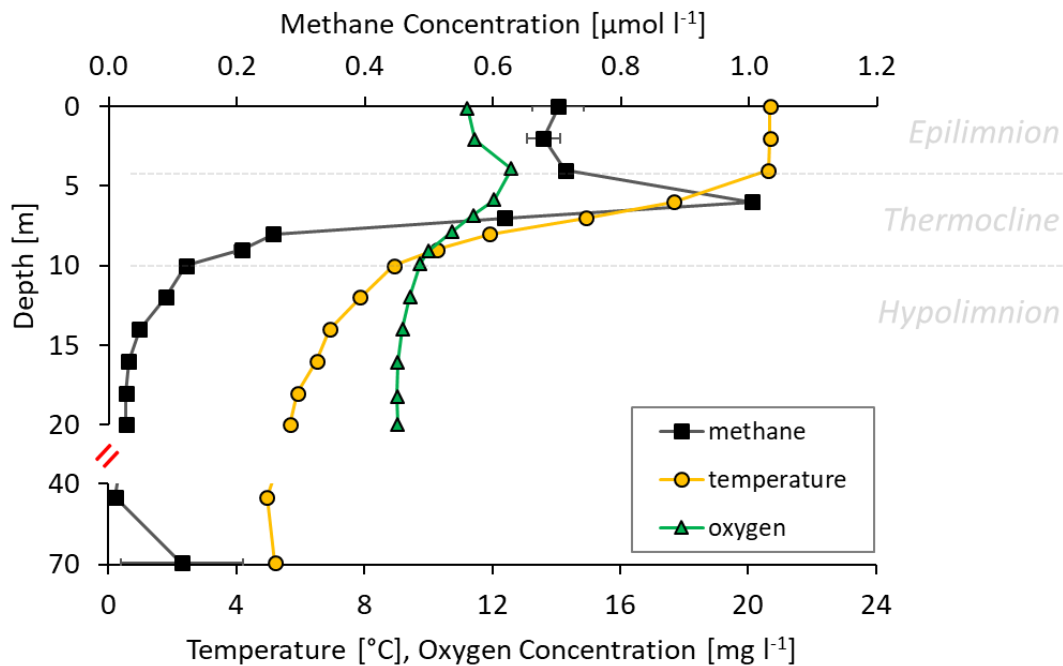 Methane Concentration [µmol l⁻¹]
0.0 0.2 0.4 0.6 0.8 1.0 1.2
0
5
10
15
20
40
70
Depth [m]
Epilimnion
Thermocline
Hypolimnion
methane
temperature
oxygen
0 4 8 12 16 20 24
Temperature [°C], Oxygen Concentration [mg l⁻¹]